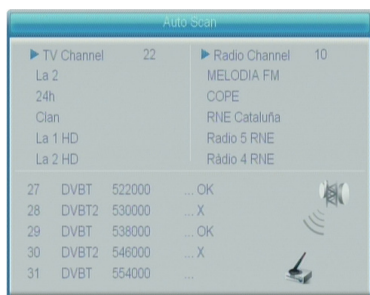 Auto Scan
TV Channel 22
La 2
24h
Clan
La 1 HD
La 2 HD
Radio Channel 10
MELODIA FM
COPE
RNE Cataluña
Radio 5 RNE
Ràdio 4 RNE
27 DVBT 522000 ... OK
28 DVBT2 530000 ... X
29 DVBT 538000 ... OK
30 DVBT2 546000 ... X
31 DVBT 554000 ...